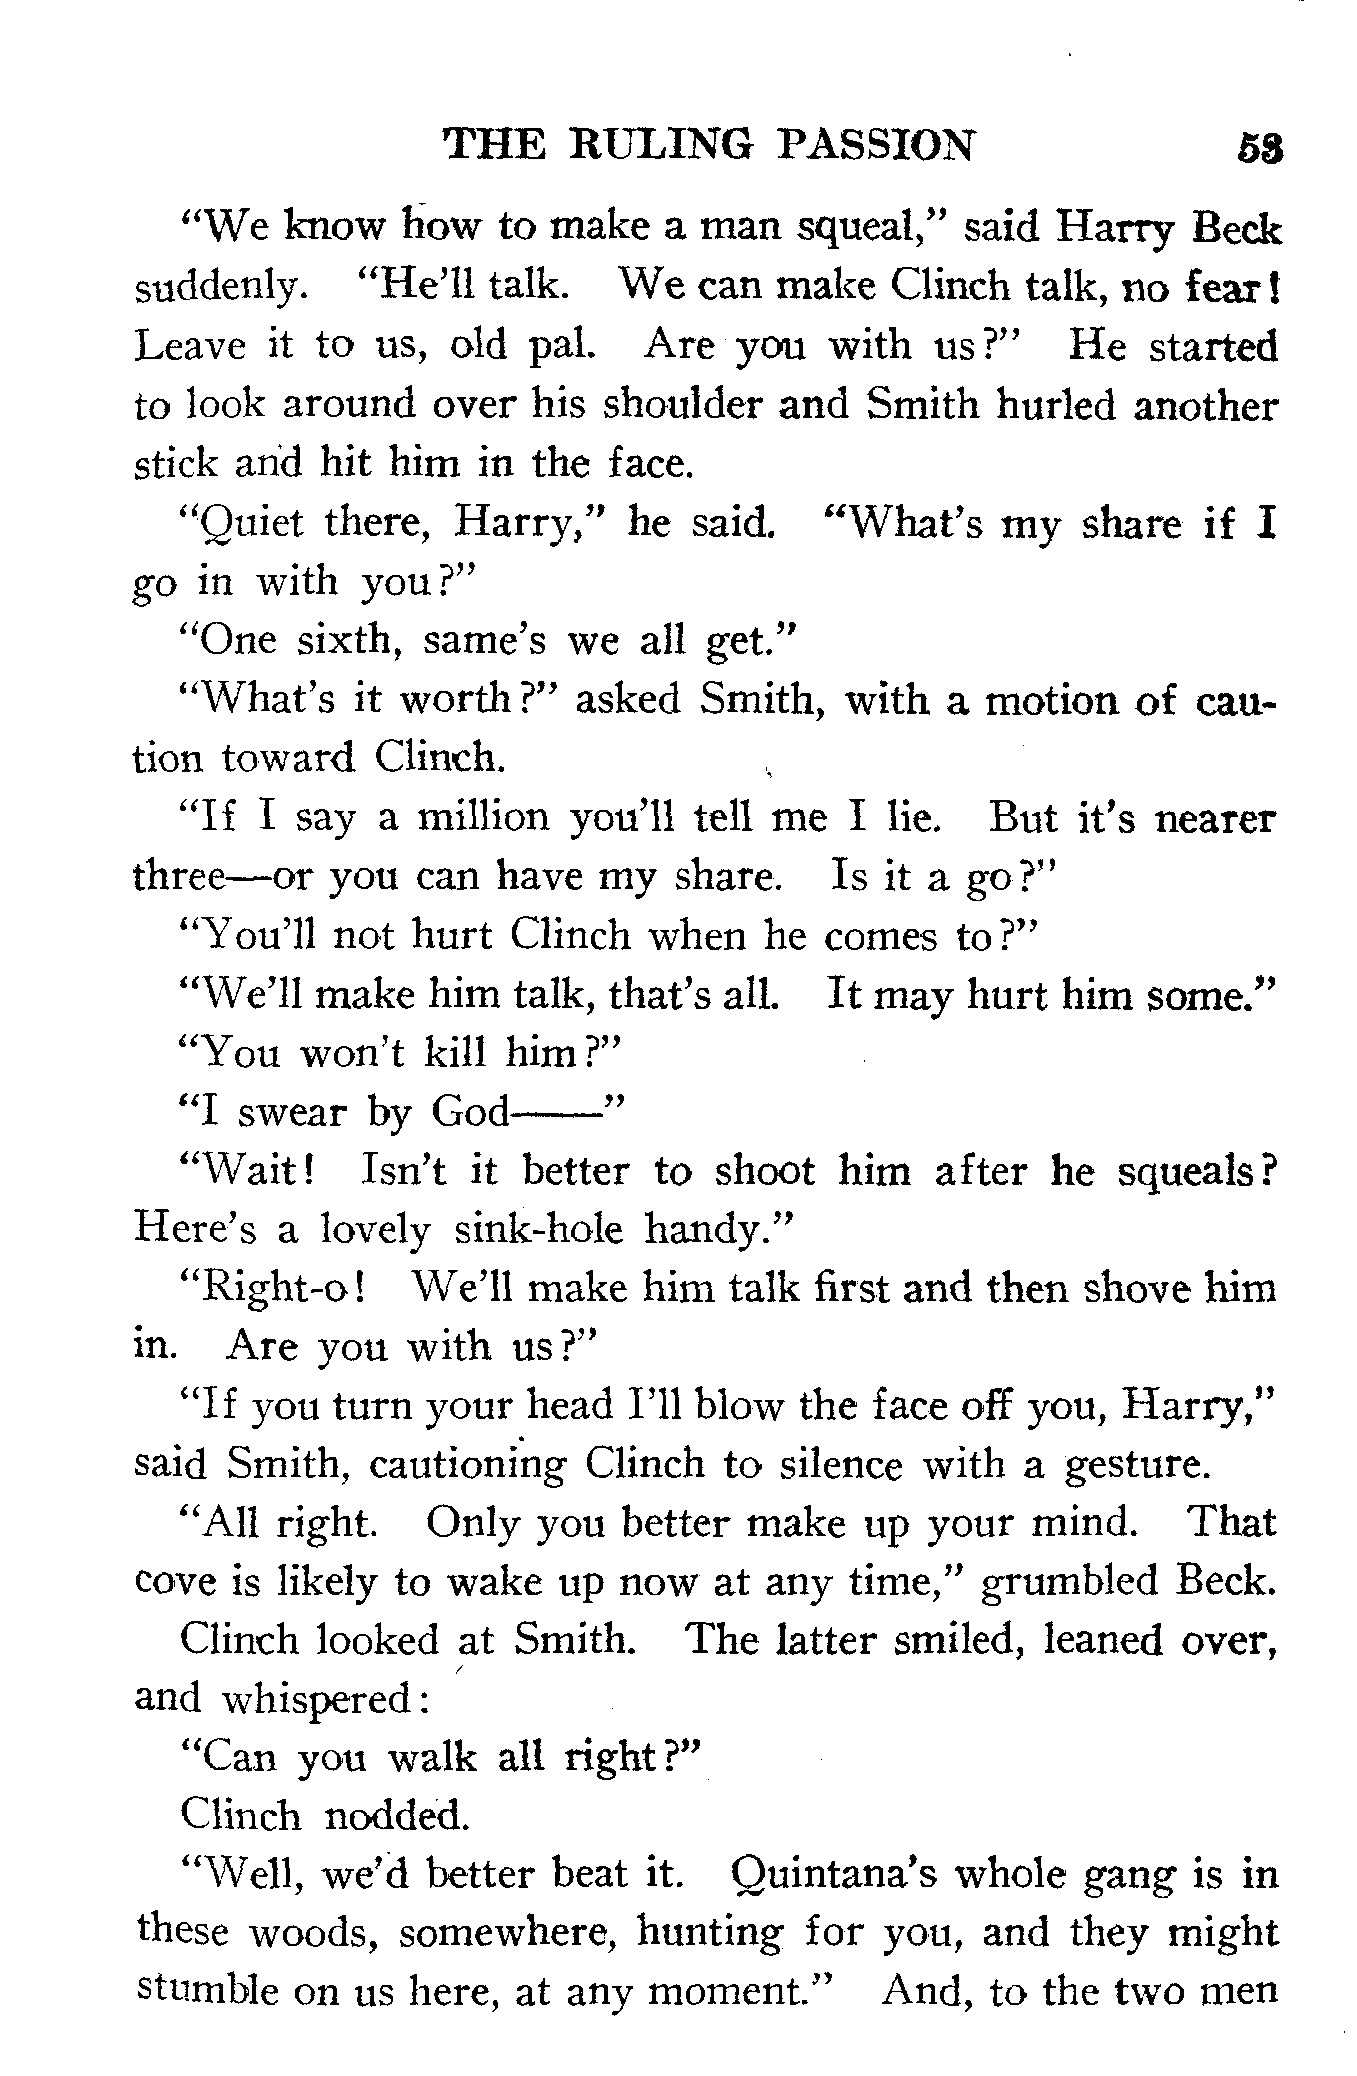 THE RULING PASSION 53
"We know how to make a man squeal," said Harry Beck
suddenly. "He'll talk. We can make Clinch talk, no fear!
Leave it to us, old pal. Are you with us?" He started
to look around over his shoulder and Smith hurled another
stick and hit him in the face.
"Quiet there, Harry," he said. "What's my share if I
go in with you?"
"One sixth, same's we all get."
"What's it worth?" asked Smith, with a motion of cau-
tion toward Clinch.
"If I say a million you'll tell me I lie. But it's nearer
three—or you can have my share. Is it a go?"
"You'll not hurt Clinch when he comes to?"
"We'll make him talk, that's all. It may hurt him some."
"You won't kill him?"
"I swear by God——"
"Wait! Isn't it better to shoot him after he squeals?
Here's a lovely sink-hole handy."
"Right-o! We'll make him talk first and then shove him
in. Are you with us?"
"If you turn your head I'll blow the face off you, Harry,"
said Smith, cautioning Clinch to silence with a gesture.
"All right. Only you better make up your mind. That
cove is likely to wake up now at any time," grumbled Beck.
Clinch looked at Smith. The latter smiled, leaned over,
and whispered:
"Can you walk all right?"
Clinch nodded.
"Well, we'd better beat it. Quintana's whole gang is in
these woods, somewhere, hunting for you, and they might
stumble on us here, at any moment." And, to the two men